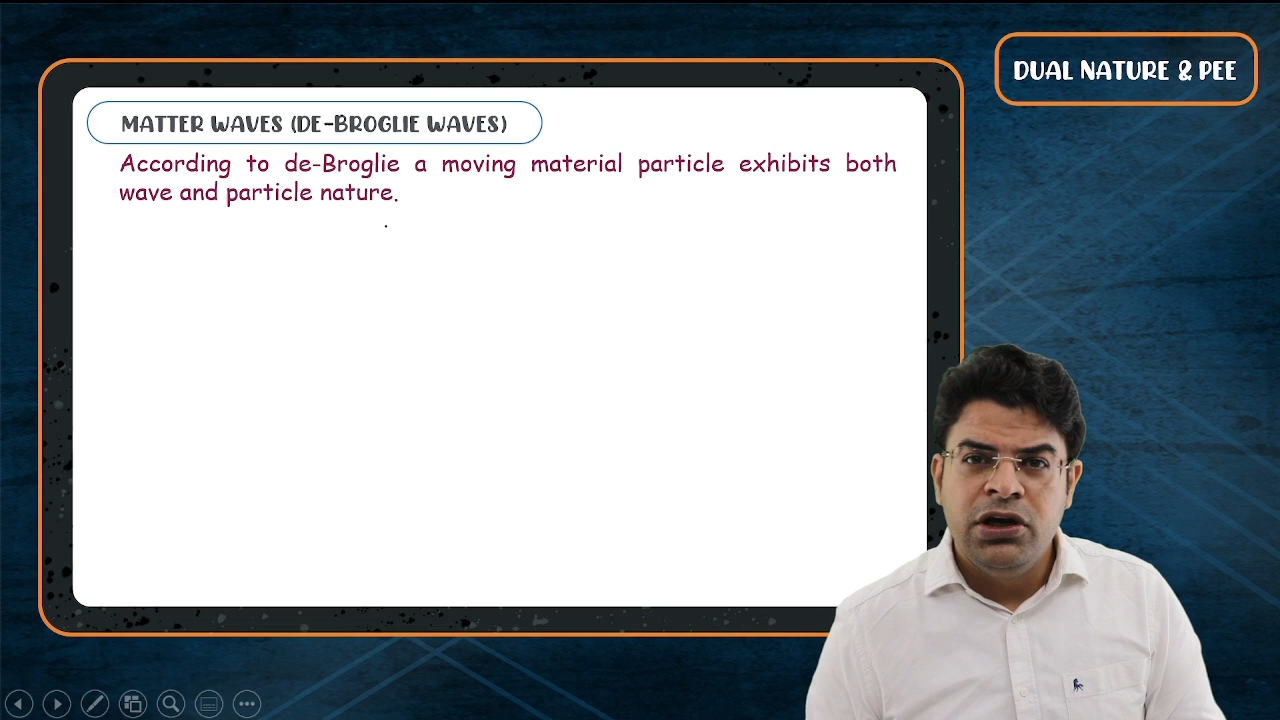 DUAL NATURE & PEE
MATTER WAVES (DE-BROGLIE WAVES)
According to de-Broglie a moving material particle exhibits both
wave and particle nature.